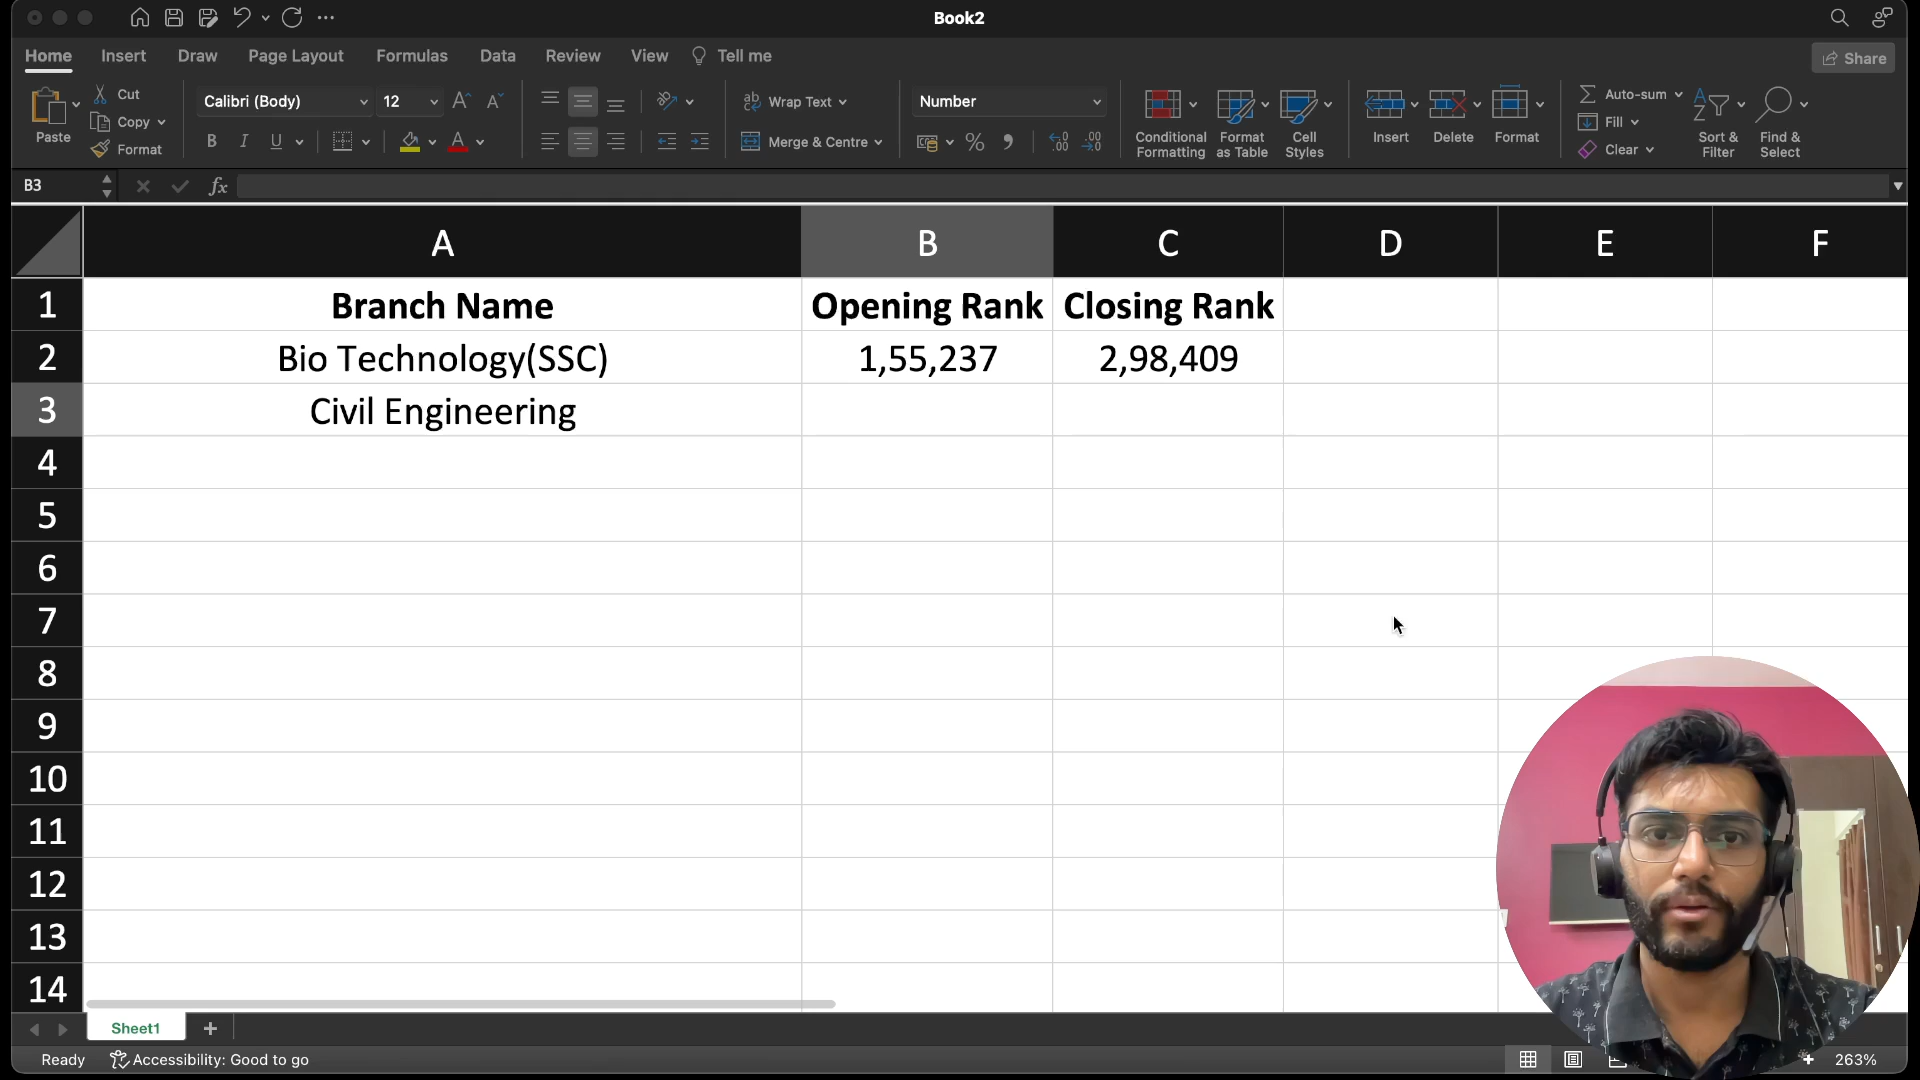 Book2
Home Insert Draw Page Layout Formulas Data Review View Tell me Share
Paste Cut Copy Format
Calibri (Body) 12
B I U A
Wrap Text
Merge & Centre
Number
Conditional Formatting Format as Table Cell Styles
Insert Delete Format
Auto-sum
Fill
Clear
Sort & Filter Find & Select
B3 fx
A B C D E F
1 Branch Name Opening Rank Closing Rank
2 Bio Technology(SSC) 1,55,237 2,98,409
3 Civil Engineering
4
5
6
7
8
9
10
11
12
13
14
Sheet1 +
Ready Accessibility: Good to go + 263%